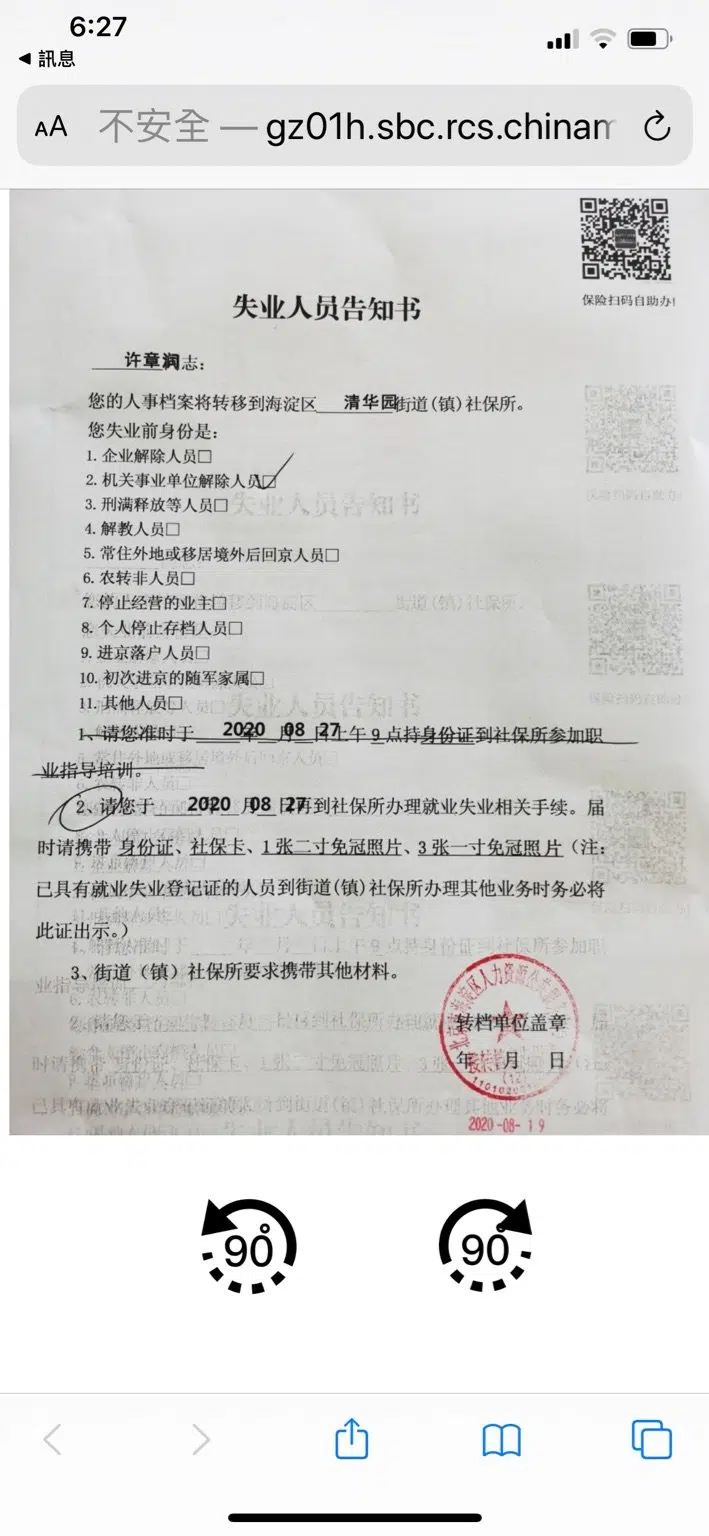 6:27
◀ 訊息
AA 不安全 — gz01h.sbc.rcs.chinam
保险扫码自助办!
失业人员告知书
许章润志：
您的人事档案将转移到海淀区 清华园街道(镇)社保所。
您失业前身份是：
1. 企业解除人员□
2. 机关事业单位解除人员□
3. 刑满释放等人员□
4. 解教人员□
5. 常住外地或移居境外后回京人员□
6. 农转非人员□
7. 停止经营的业主□
8. 个人停止存档人员□
9. 进京落户人员□
10. 初次进京的随军家属□
11. 其他人员□
1、请您准时于 2020 年 08 月 27 日上午 9 点持身份证到社保所参加职
业指导培训。
2、请您于 2020 年 08 月 27 日再到社保所办理就业失业相关手续。届
时请携带 身份证、社保卡、1 张二寸免冠照片、3 张一寸免冠照片（注：
已具有就业失业登记证的人员到街道(镇)社保所办理其他业务时务必将
此证出示。）
3、街道（镇）社保所要求携带其他材料。
转档单位盖章
年 月 日
2020-08-19
90°
90°